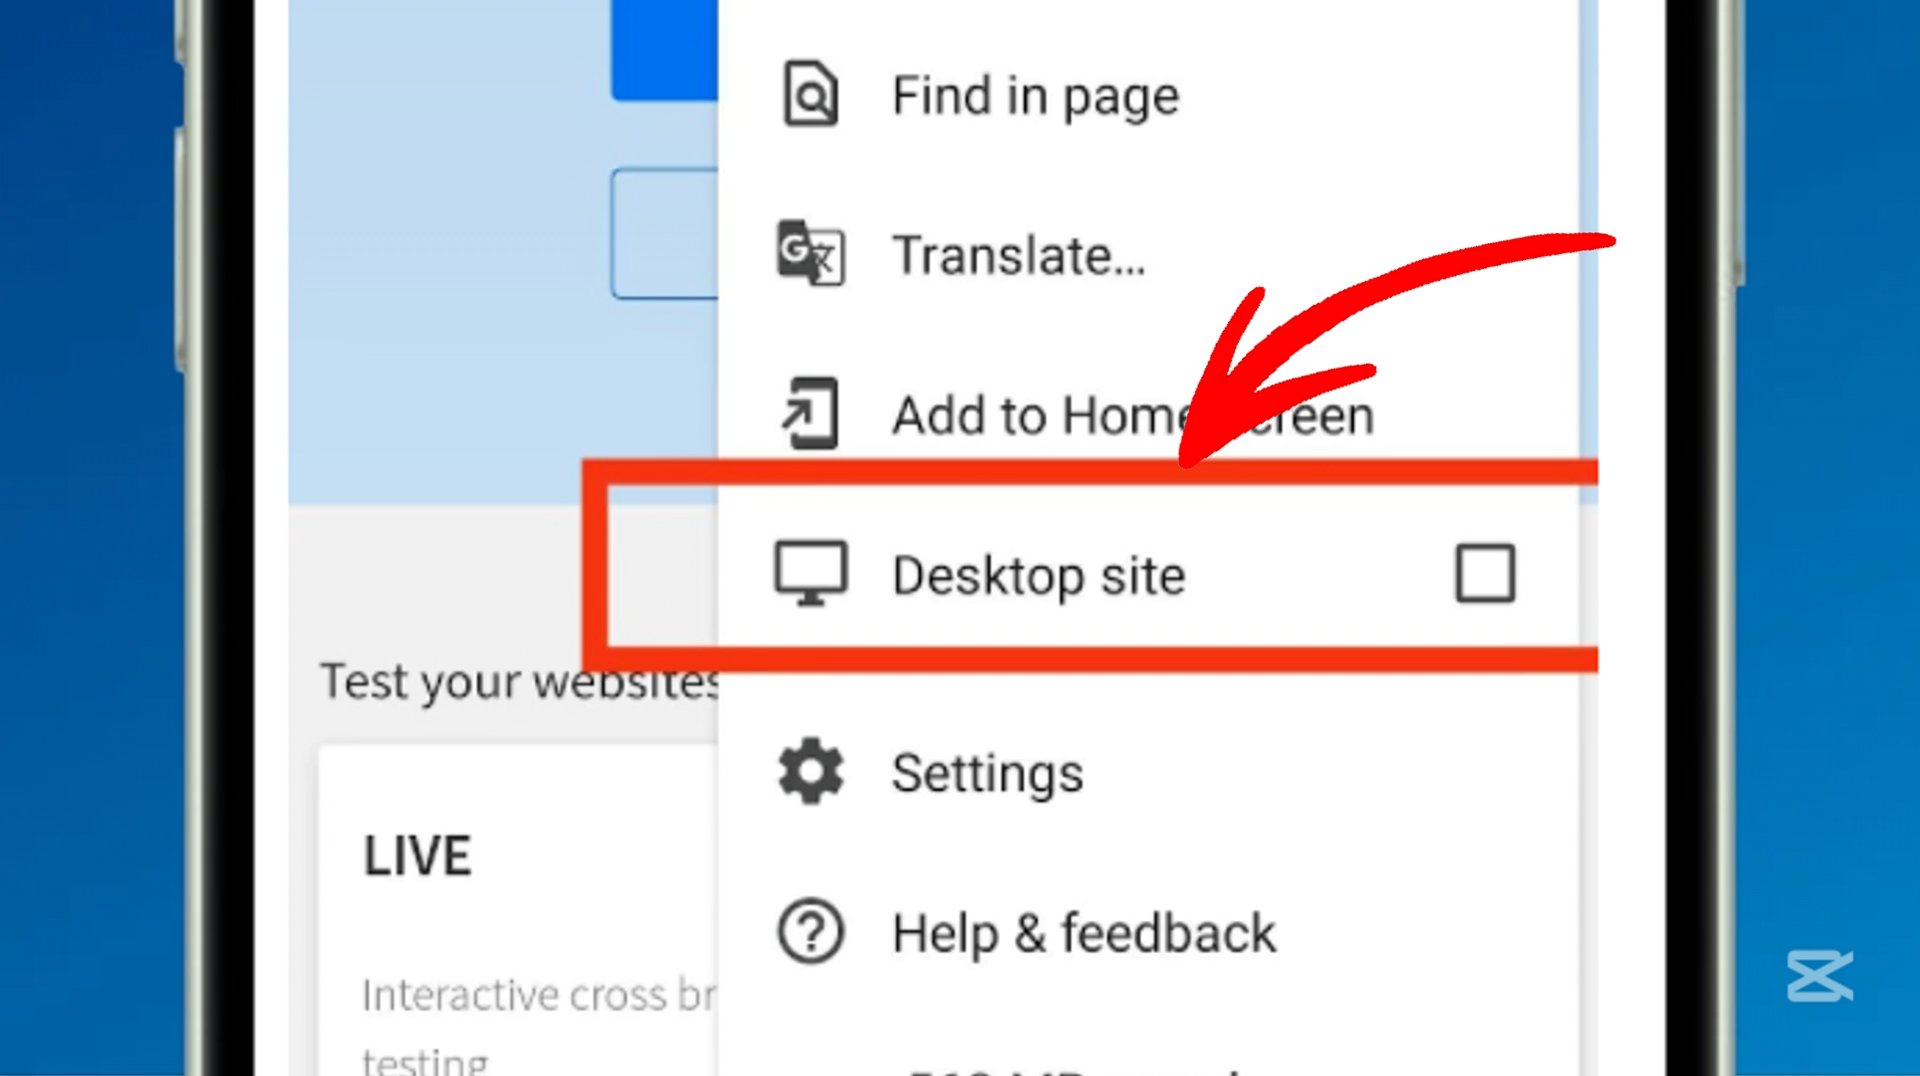 Find in page
Translate...
Add to Home screen
Desktop site
Test your websites
Settings
LIVE
Help & feedback
Interactive cross br
testing